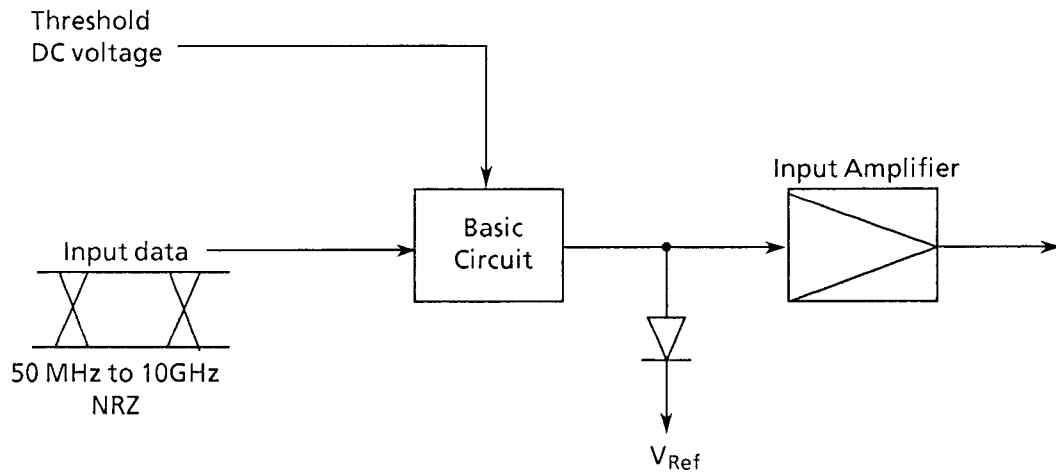 Threshold
DC voltage
Input Amplifier
Basic
Circuit
Input data
50 MHz to 10GHz
NRZ
VRef